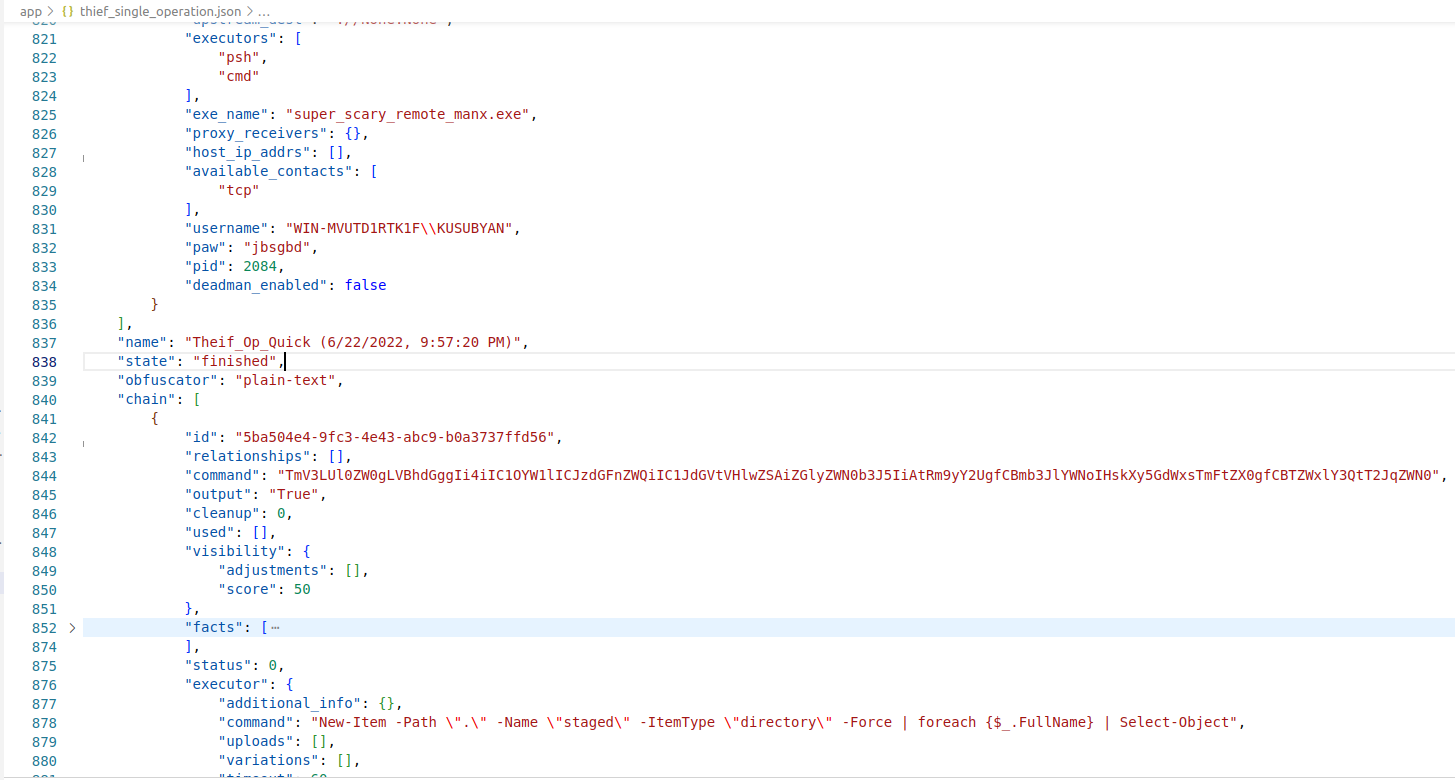 app > {} thief_single_operation.json > ...
821 "executors": [
822 "psh",
823 "cmd"
824 ],
825 "exe_name": "super_scary_remote_manx.exe",
826 "proxy_receivers": {},
827 "host_ip_addrs": [],
828 "available_contacts": [
829 "tcp"
830 ],
831 "username": "WIN-MVUTD1RTK1F\\KUSUBYAN",
832 "paw": "jbsgbd",
833 "pid": 2084,
834 "deadman_enabled": false
835 }
836 ],
837 "name": "Theif_Op_Quick (6/22/2022, 9:57:20 PM)",
838 "state": "finished",
839 "obfuscator": "plain-text",
840 "chain": [
841 {
842 "id": "5ba504e4-9fc3-4e43-abc9-b0a3737ffd56",
843 "relationships": [],
844 "command": "TmV3LUl0ZW0gLVBhdGggIi4iIC1OYW1lICJzdGFnZWQiIC1JdGVtVHlwZSAiZGlyZWN0b3J5IiAtRm9yY2UgfCBmb3JlYWNoIHskXy5GdWxsTmFtZX0gfCBTZWxlY3QtT2JqZWN0",
845 "output": "True",
846 "cleanup": 0,
847 "used": [],
848 "visibility": {
849 "adjustments": [],
850 "score": 50
851 },
852 > "facts": [ ···
874 ],
875 "status": 0,
876 "executor": {
877 "additional_info": {},
878 "command": "New-Item -Path \".\" -Name \"staged\" -ItemType \"directory\" -Force | foreach {$_.FullName} | Select-Object",
879 "uploads": [],
880 "variations": [],